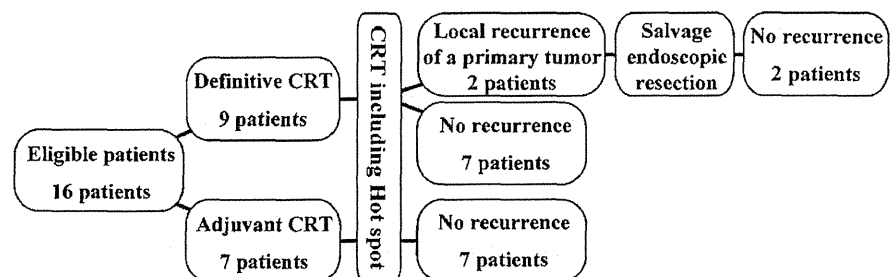 Eligible patients
16 patients
Definitive CRT
9 patients
Adjuvant CRT
7 patients
CRT including Hot spot
Local recurrence
of a primary tumor
2 patients
Salvage
endoscopic
resection
No recurrence
2 patients
No recurrence
7 patients
No recurrence
7 patients